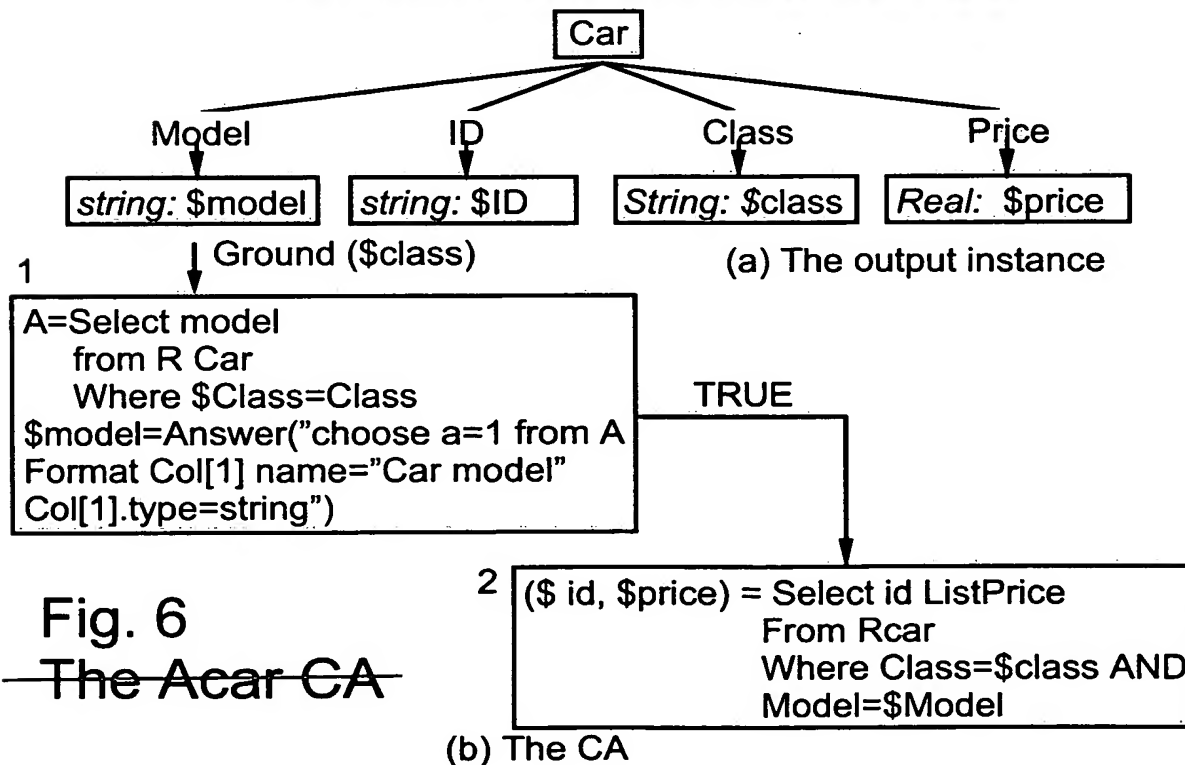 Car
Model ID Class Price
string: $model string: $ID String: $class Real: $price
Ground ($class)
(a) The output instance
1
A=Select model
from R Car
Where $Class=Class
$model=Answer("choose a=1 from A
Format Col[1] name="Car model"
Col[1].type=string")
TRUE
2
($ id, $price) = Select id ListPrice
From Rcar
Where Class=$class AND
Model=$Model
Fig. 6
The Acar CA
(b) The CA